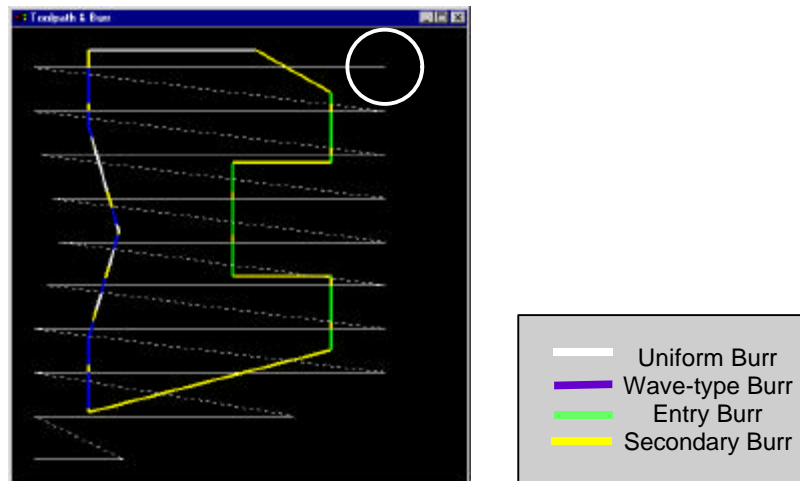 Toolpath & Burr
Uniform Burr
Wave-type Burr
Entry Burr
Secondary Burr